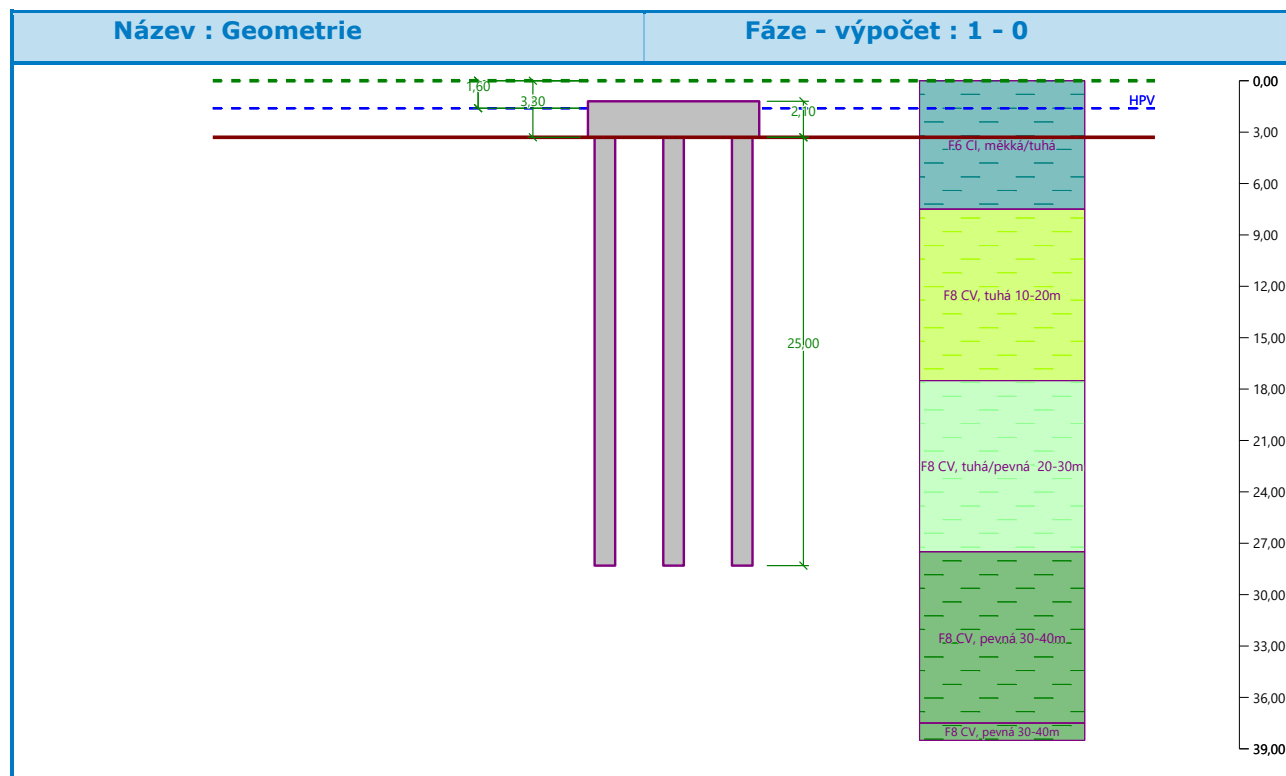 Název : Geometrie
Fáze - výpočet : 1 - 0
1,60
3,30
2,10
25,00
HPV
F6 CI, měkká/tuhá
F8 CV, tuhá 10-20m
F8 CV, tuhá/pevná 20-30m
F8 CV, pevná 30-40m
F8 CV, pevná 30-40m
0,00
3,00
6,00
9,00
12,00
15,00
18,00
21,00
24,00
27,00
30,00
33,00
36,00
39,00